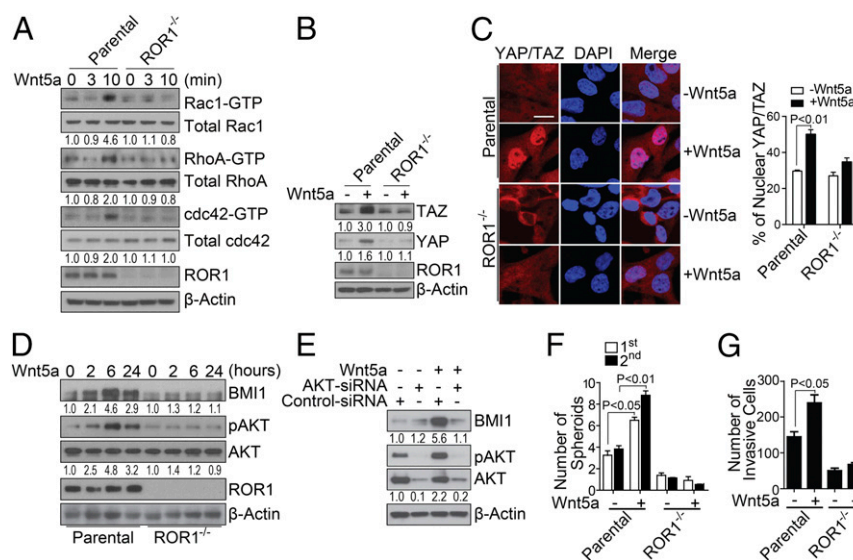 A
Parental ROR1-/-
Wnt5a 0 3 10 0 3 10 (min)
Rac1-GTP
Total Rac1
1.0 0.9 4.6 1.0 1.1 0.8
RhoA-GTP
Total RhoA
1.0 0.8 2.0 1.0 0.9 0.8
cdc42-GTP
Total cdc42
1.0 0.9 2.0 1.0 1.1 0.8
ROR1
β-Actin
B
Parental ROR1-/-
Wnt5a - + - +
TAZ
1.0 3.0 1.0 0.9
YAP
1.0 1.6 1.0 1.1
ROR1
β-Actin
C
YAP/TAZ DAPI Merge
Parental
-Wnt5a
+Wnt5a
ROR1-/-
-Wnt5a
+Wnt5a
-Wnt5a
+Wnt5a
% of Nuclear YAP/TAZ
60
40
20
0
P<0.01
Parental
ROR1-/-
D
Wnt5a 0 2 6 24 0 2 6 24 (hours)
BMI1
1.0 2.1 4.6 2.9 1.0 1.3 1.2 1.1
pAKT
AKT
1.0 2.5 4.8 3.2 1.0 1.4 1.2 0.9
ROR1
β-Actin
Parental ROR1-/-
E
Wnt5a - - + +
AKT-siRNA - + - +
Control-siRNA + - + -
BMI1
1.0 1.2 5.6 1.1
pAKT
AKT
1.0 0.1 2.2 0.2
β-Actin
F
1st
2nd
Number of Spheroids
10
8
6
4
2
0
P<0.01
P<0.05
Wnt5a - + - +
Parental
ROR1-/-
G
Number of Invasive Cells
300
200
100
0
P<0.05
Wnt5a - + -
Parental
ROR1